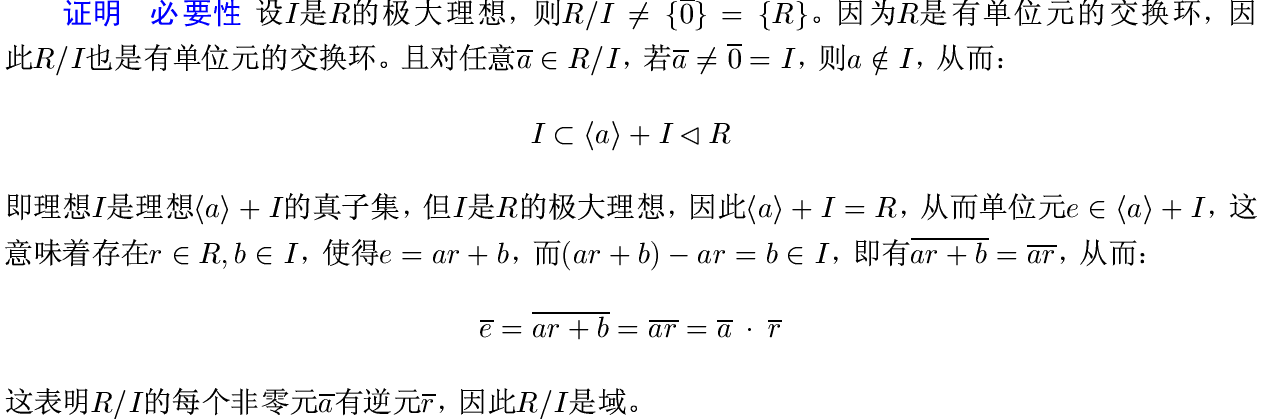 证明 必要性 设I是R的极大理想，则R/I ≠ {0̅} = {R}。因为R是有单位元的交换环，因
此R/I也是有单位元的交换环。且对任意a̅ ∈ R/I，若a̅ ≠ 0̅ = I，则a ∉ I，从而：
I ⊂ ⟨a⟩ + I ◁ R
即理想I是理想⟨a⟩ + I的真子集，但I是R的极大理想，因此⟨a⟩ + I = R，从而单位元e ∈ ⟨a⟩ + I，这
意味着存在r ∈ R, b ∈ I，使得e = ar + b，而(ar + b) − ar = b ∈ I，即有\overline{ar + b} = \overline{ar}，从而：
e̅ = \overline{ar + b} = \overline{ar} = a̅ · r̅
这表明R/I的每个非零元a̅有逆元r̅，因此R/I是域。